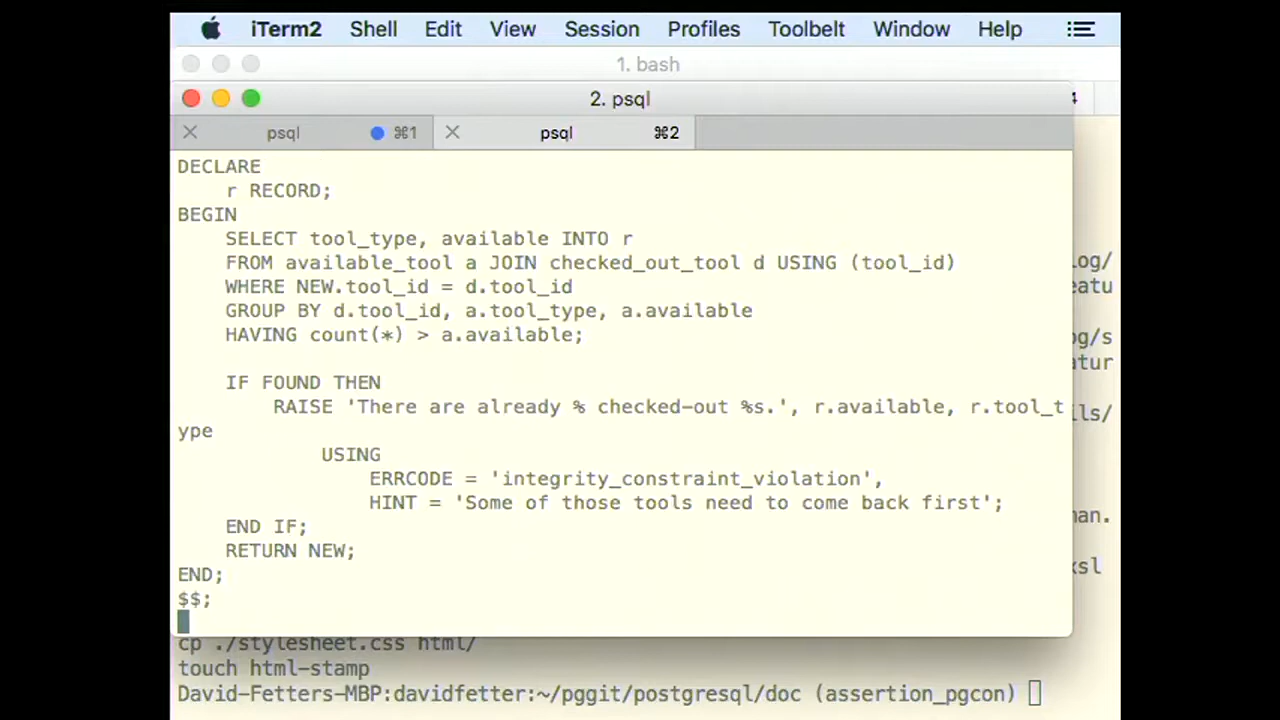 iTerm2 Shell Edit View Session Profiles Toolbelt Window Help
1. bash
2. psql
4
psql ⌘1 psql ⌘2
DECLARE
r RECORD;
BEGIN
SELECT tool_type, available INTO r
FROM available_tool a JOIN checked_out_tool d USING (tool_id)
WHERE NEW.tool_id = d.tool_id
GROUP BY d.tool_id, a.tool_type, a.available
HAVING count(*) > a.available;
IF FOUND THEN
RAISE 'There are already % checked-out %s.', r.available, r.tool_t
ype
USING
ERRCODE = 'integrity_constraint_violation',
HINT = 'Some of those tools need to come back first';
END IF;
RETURN NEW;
END;
$$;
cp ./stylesheet.css html/
touch html-stamp
David-Fetters-MBP:davidfetter:~/pggit/postgresql/doc (assertion_pgcon)